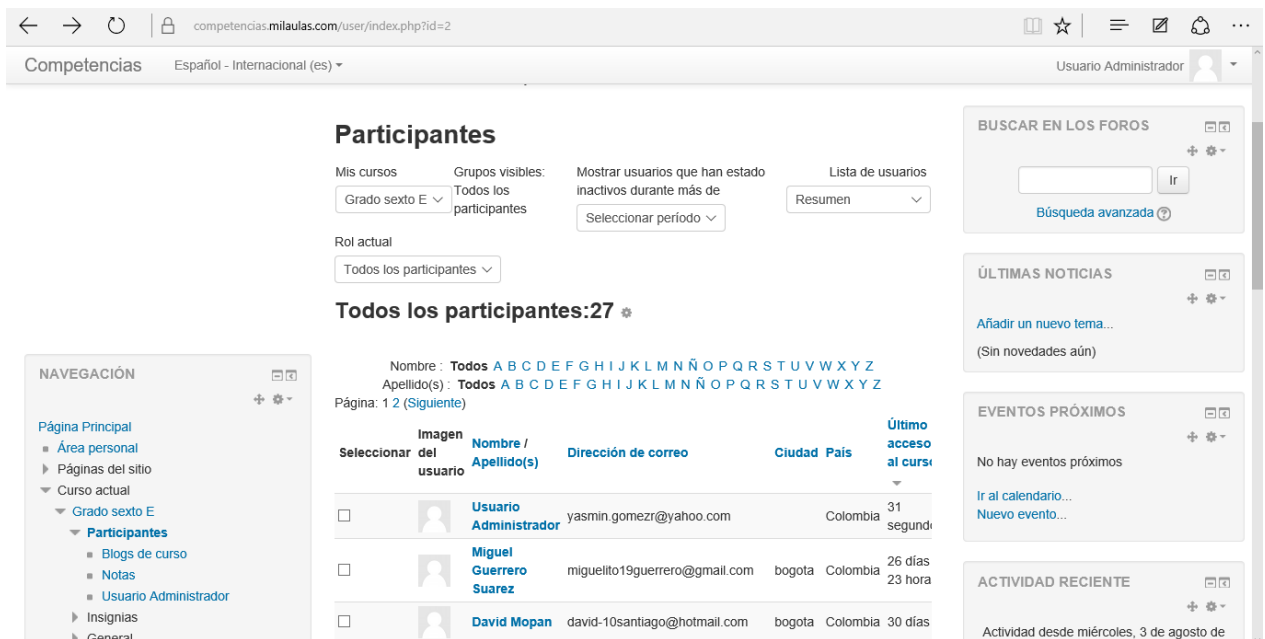 competencias.milaulas.com/user/index.php?id=2
Competencias
Español - Internacional (es)
Usuario Administrador
Participantes
Mis cursos
Grado sexto E
Grupos visibles:
Todos los
participantes
Mostrar usuarios que han estado
inactivos durante más de
Seleccionar período
Lista de usuarios
Resumen
Rol actual
Todos los participantes
Todos los participantes:27
Nombre : Todos A B C D E F G H I J K L M N Ñ O P Q R S T U V W X Y Z
Apellido(s) : Todos A B C D E F G H I J K L M N Ñ O P Q R S T U V W X Y Z
Página: 1 2 (Siguiente)
Seleccionar
Imagen
del
usuario
Nombre /
Apellido(s)
Dirección de correo
Ciudad
País
Último
acceso
al curso
Usuario
Administrador
yasmin.gomezr@yahoo.com
Colombia
31
segundo
Miguel
Guerrero
Suarez
miguelito19guerrero@gmail.com
bogota
Colombia
26 días
23 hora
David Mopan
david-10santiago@hotmail.com
bogota
Colombia
30 días
NAVEGACIÓN
Página Principal
Área personal
Páginas del sitio
Curso actual
Grado sexto E
Participantes
Blogs de curso
Notas
Usuario Administrador
Insignias
General
BUSCAR EN LOS FOROS
Ir
Búsqueda avanzada
ÚLTIMAS NOTICIAS
Añadir un nuevo tema...
(Sin novedades aún)
EVENTOS PRÓXIMOS
No hay eventos próximos
Ir al calendario...
Nuevo evento...
ACTIVIDAD RECIENTE
Actividad desde miércoles, 3 de agosto de